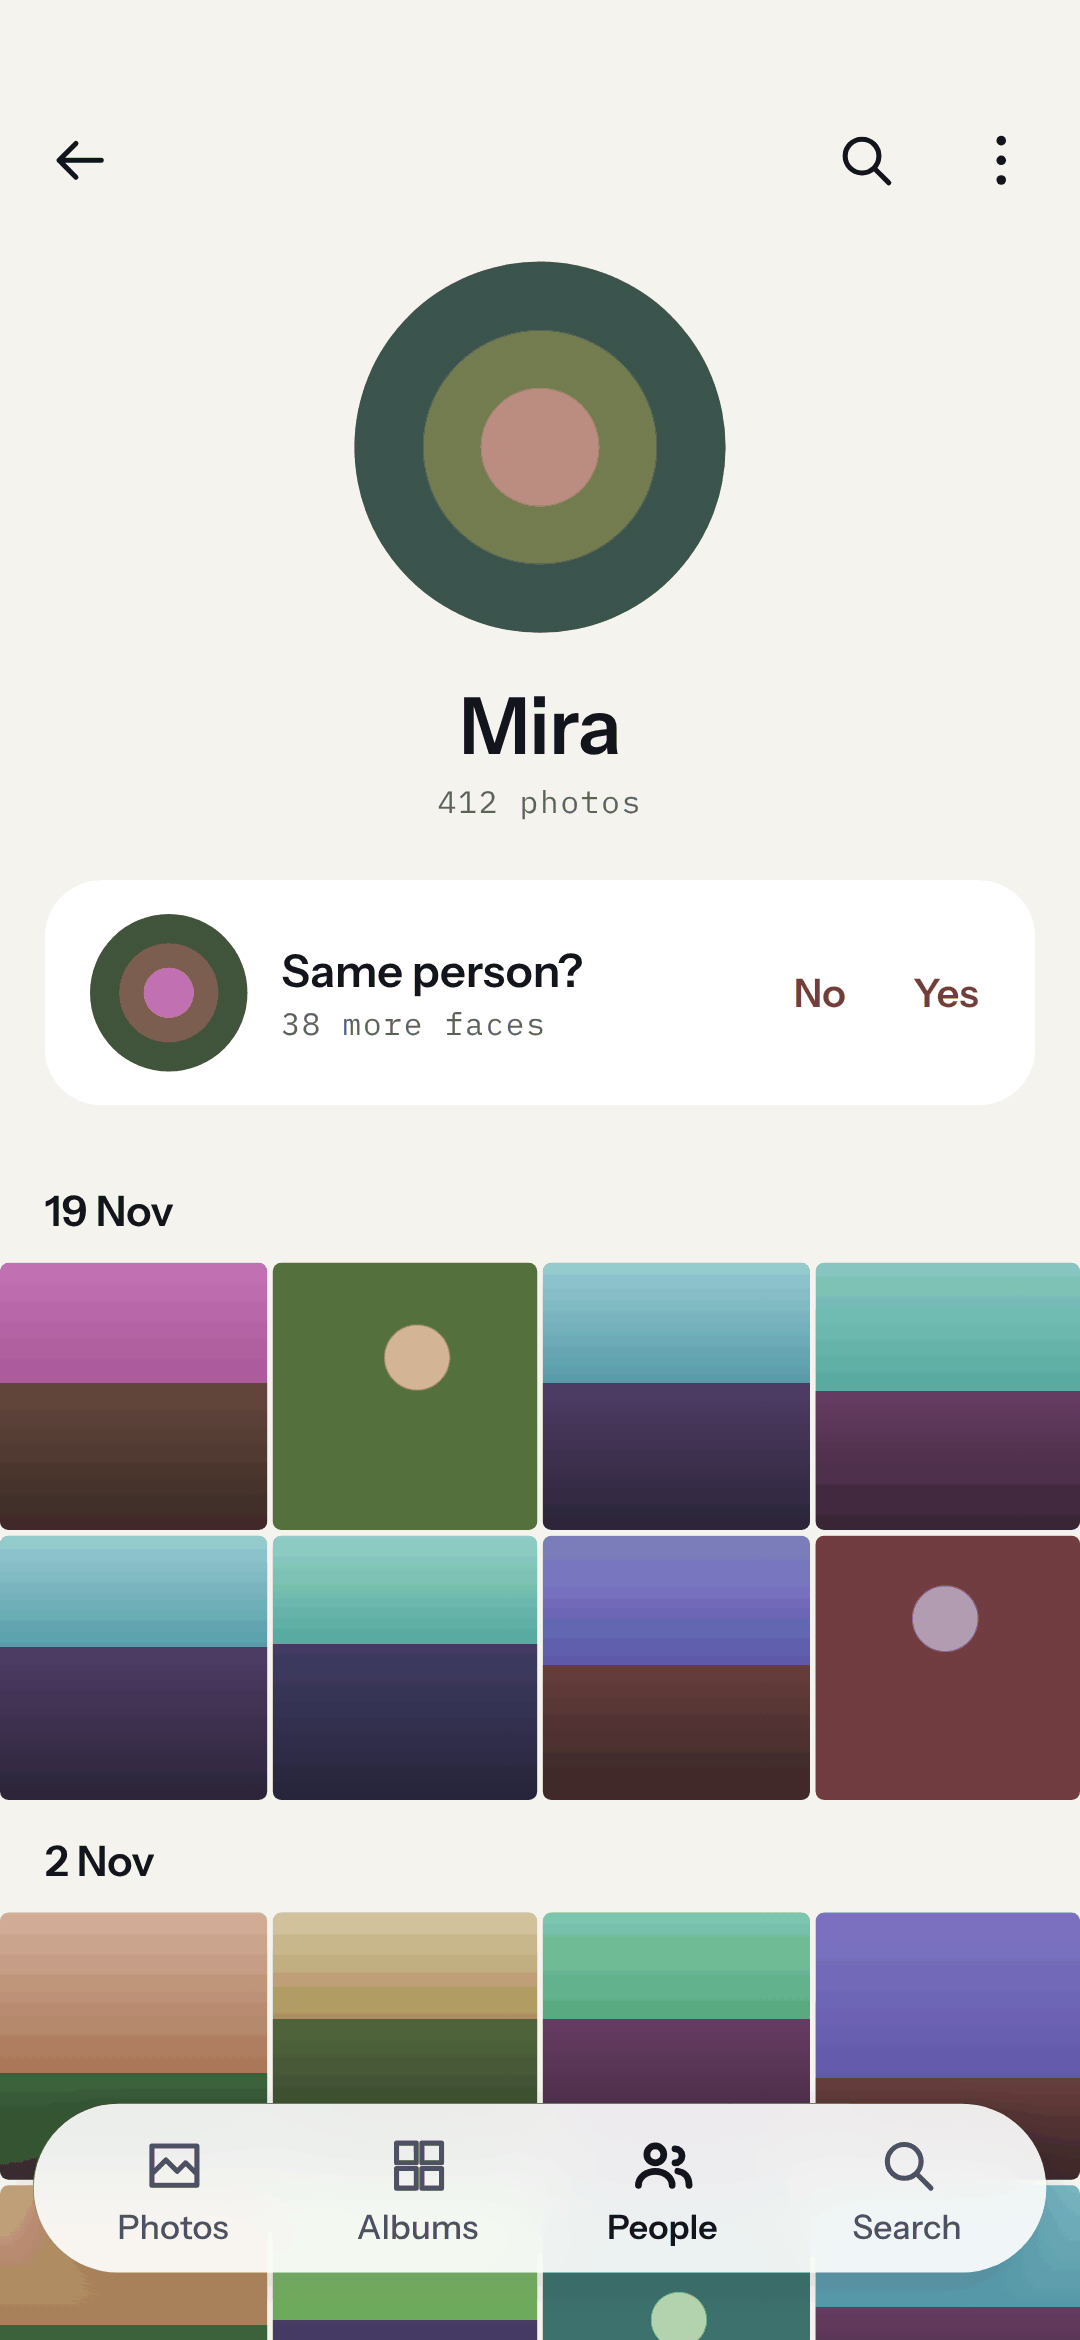 Mira
412 photos
Same person?
38 more faces
No
Yes
19 Nov
2 Nov
Photos
Albums
People
Search